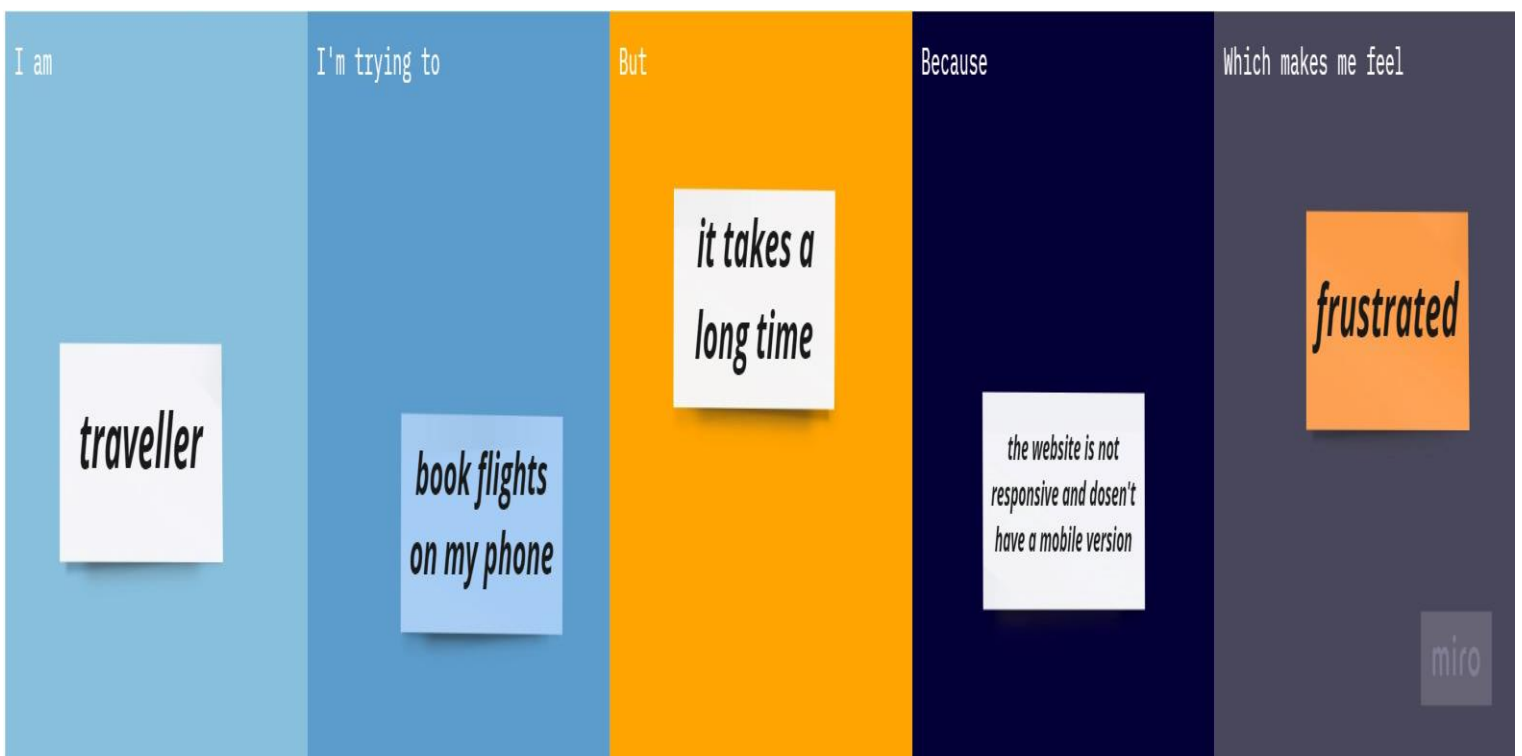 I am
traveller
I'm trying to
book flights
on my phone
But
it takes a
long time
Because
the website is not
responsive and dosen't
have a mobile version
Which makes me feel
frustrated
miro